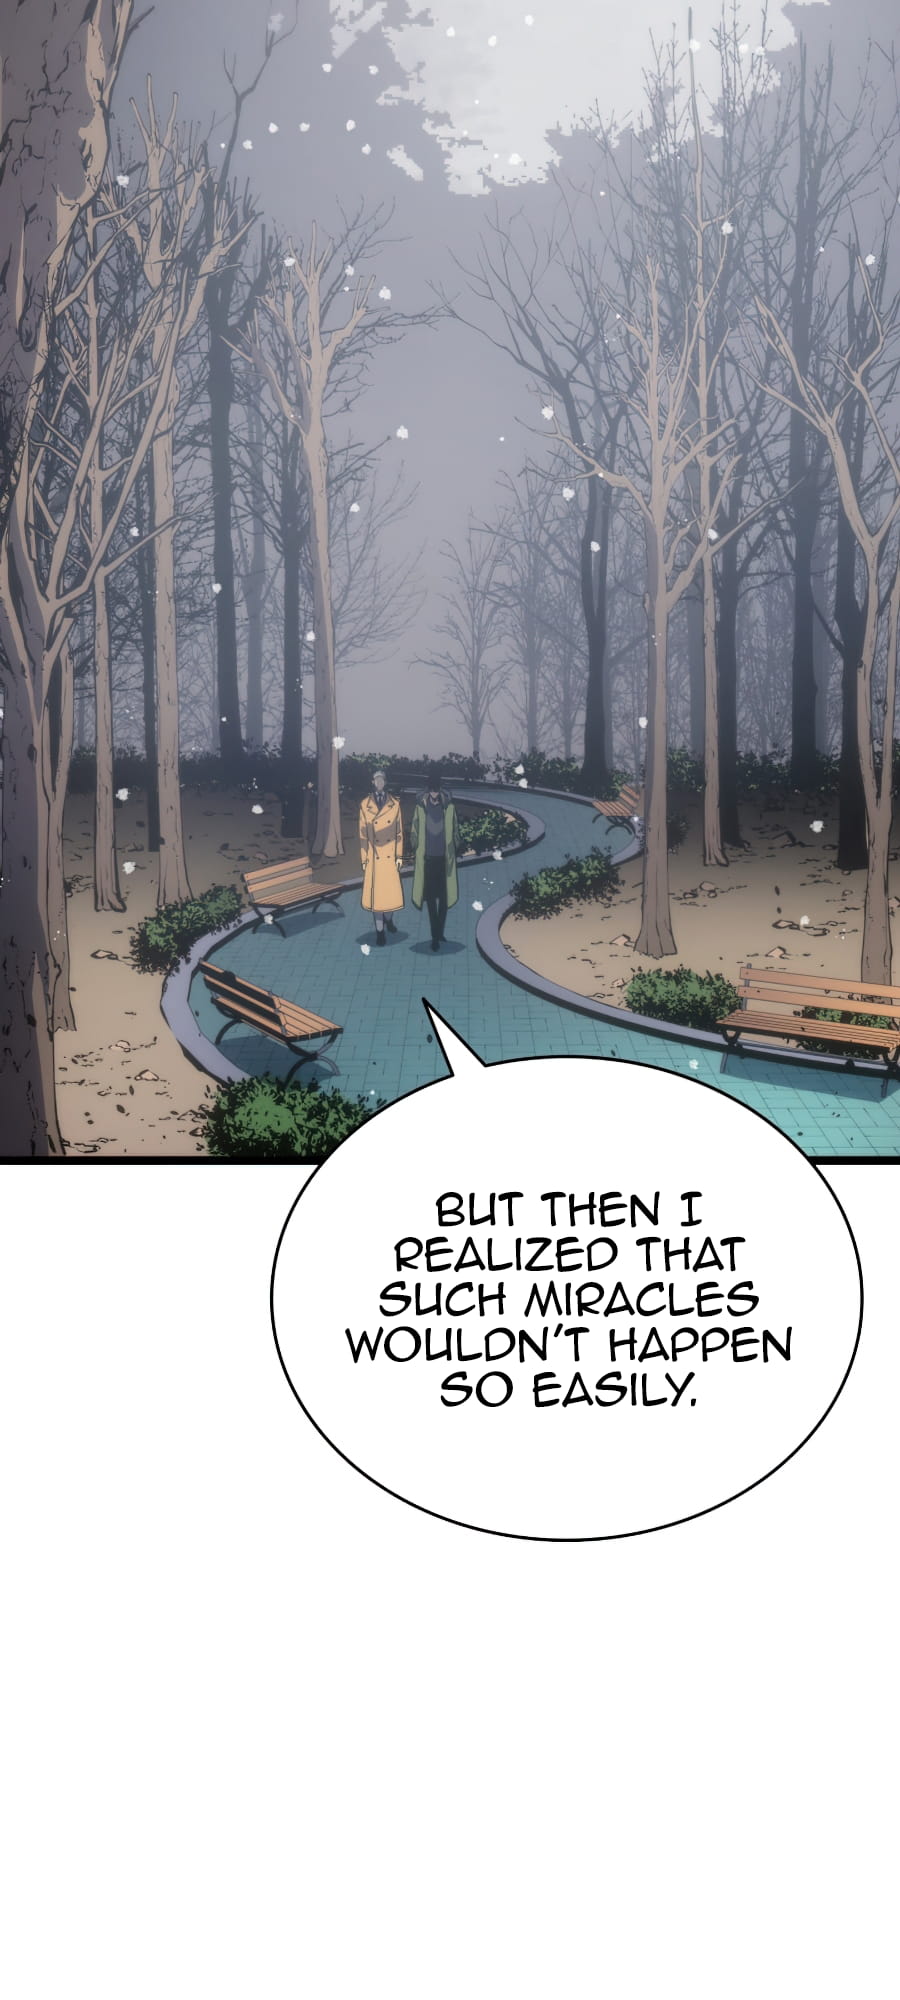 BUT THEN I
REALIZED THAT
SUCH MIRACLES
WOULDN'T HAPPEN
SO EASILY.